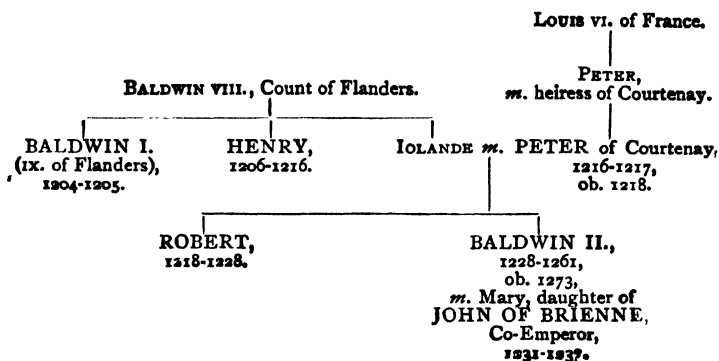 LOUIS VI. of France.
PETER,
m. heiress of Courtenay.
BALDWIN VIII., Count of Flanders.
BALDWIN I.
(IX. of Flanders),
1204-1205.
HENRY,
1206-1216.
IOLANDE m. PETER of Courtenay,
1216-1217,
ob. 1218.
ROBERT,
1218-1228.
BALDWIN II.,
1228-1261,
ob. 1273,
m. Mary, daughter of
JOHN OF BRIENNE,
Co-Emperor,
1231-1237.